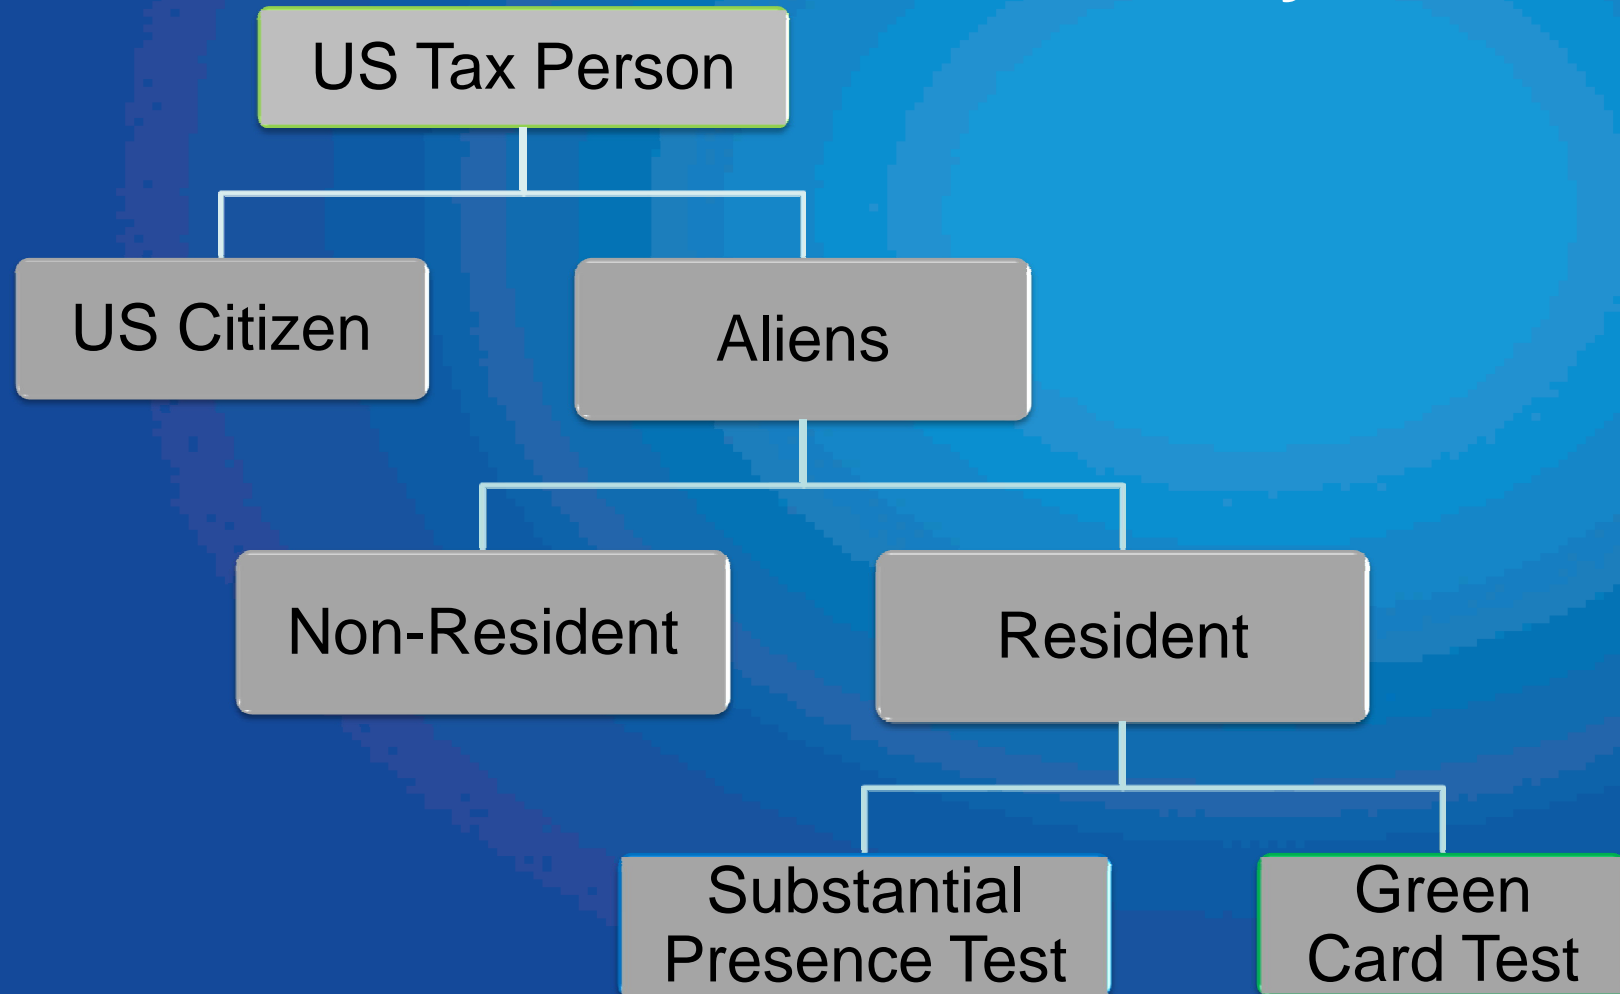 US Tax Person
US Citizen
Aliens
Non-Resident
Resident
Substantial
Presence Test
Green
Card Test